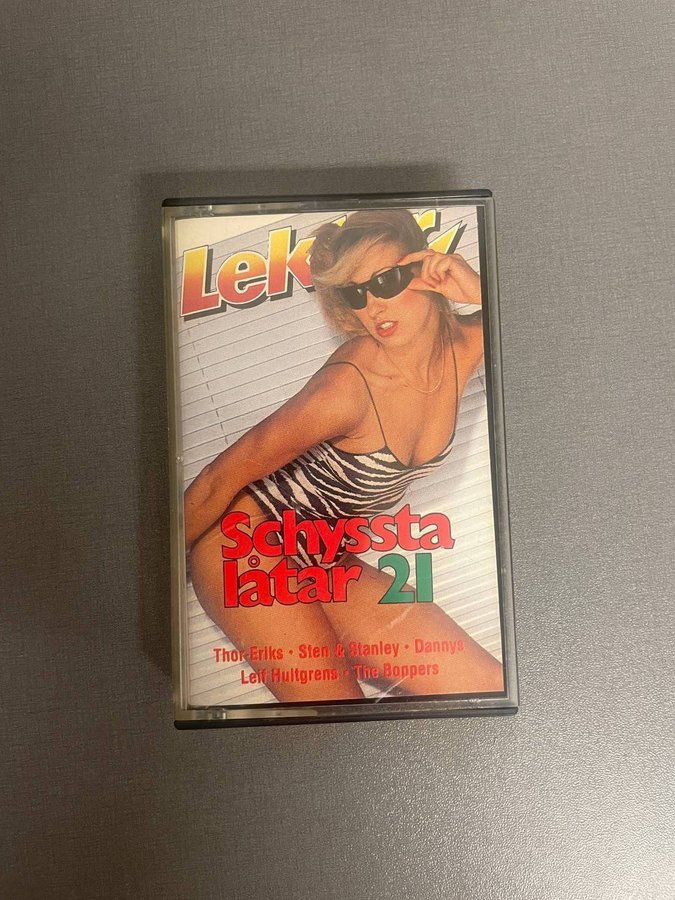 Schyssta
låtar 21
Thor-Eriks • Sten & Stanley • Dannys
Leif Hultgrens • The Boppers